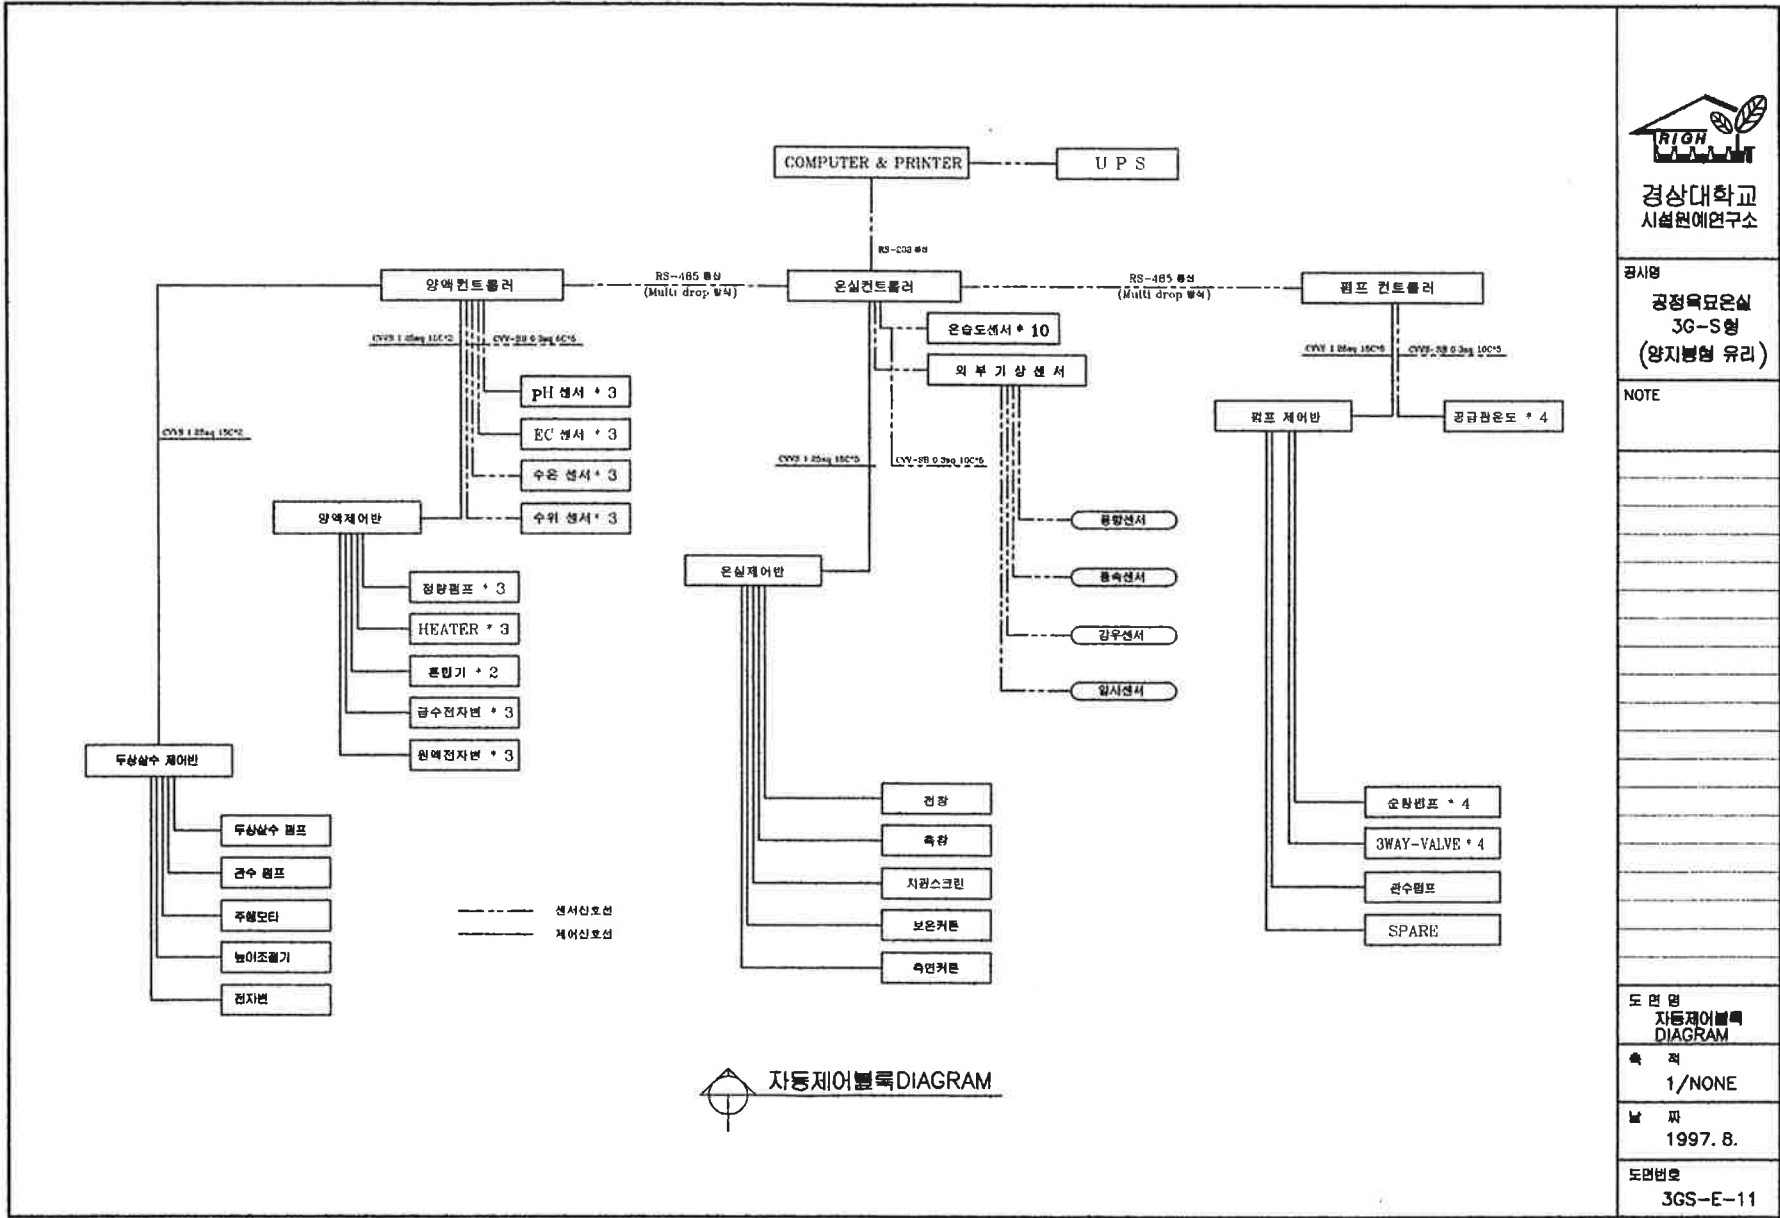 COMPUTER & PRINTER
U P S
양액컨트롤러
RS-485 통신
(Multi drop 방식)
온실컨트롤러
RS-485 통신
(Multi drop 방식)
펌프 컨트롤러
온습도센서 * 10
외 부 기 상 센 서
pH 센서 * 3
EC 센서 * 3
수온 센서 * 3
수위 센서 * 3
양액제어반
정량펌프 * 3
HEATER * 3
혼합기 * 2
급수전자변 * 3
원액전자변 * 3
두상살수 제어반
두상살수 펌프
관수 펌프
주행모타
높이조절기
전자변
풍향센서
풍속센서
감우센서
일사센서
온실제어반
천창
측창
차광스크린
보온커튼
측면커튼
펌프 제어반
공급관온도 * 4
순환펌프 * 4
3WAY-VALVE * 4
관수펌프
SPARE
센서신호선
제어신호선
자동제어블록DIAGRAM
RIGH
경상대학교
시설원예연구소
공사명
공정육묘온실
3G-S형
(양지붕형 유리)
NOTE
도 면 명
자동제어블록
DIAGRAM
축 척
1/NONE
날 짜
1997. 8.
도면번호
3GS-E-11